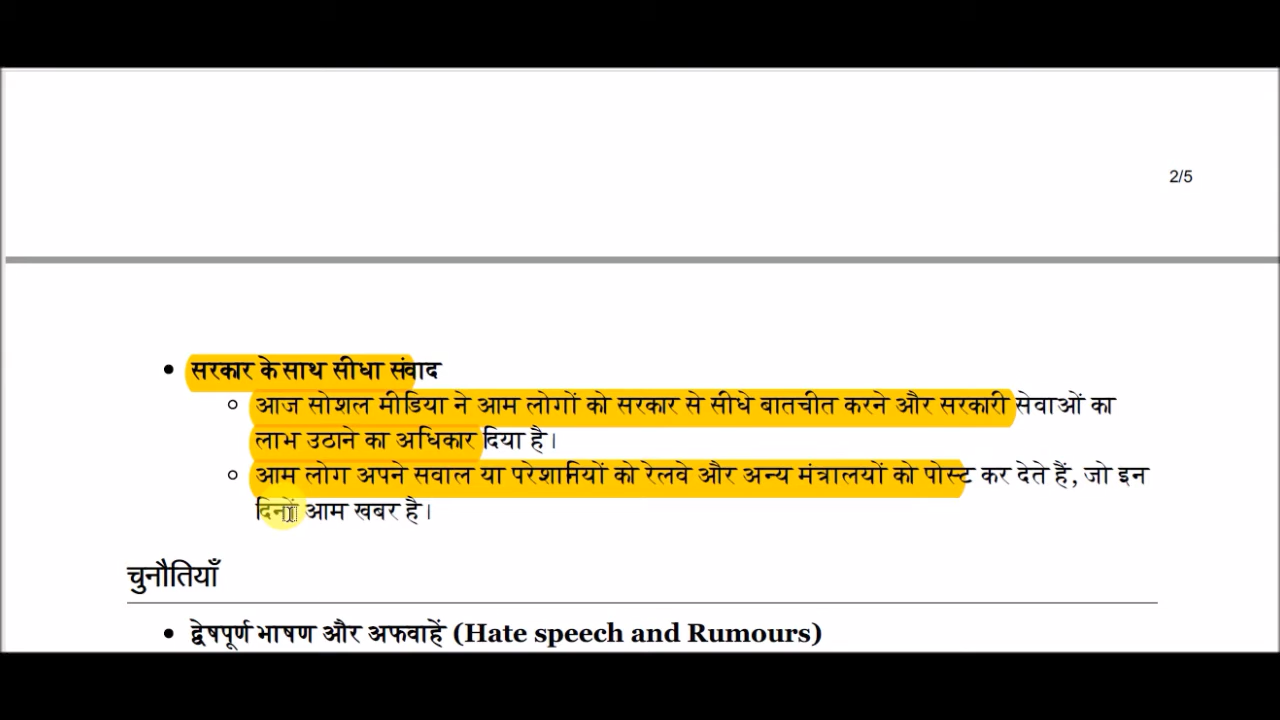 2/5
• सरकार के साथ सीधा संवाद
○ आज सोशल मीडिया ने आम लोगों को सरकार से सीधे बातचीत करने और सरकारी सेवाओं का
लाभ उठाने का अधिकार दिया है।
○ आम लोग अपने सवाल या परेशानियों को रेलवे और अन्य मंत्रालयों को पोस्ट कर देते हैं, जो इन
दिनों आम खबर है।
चुनौतियाँ
• द्वेषपूर्ण भाषण और अफवाहें (Hate speech and Rumours)